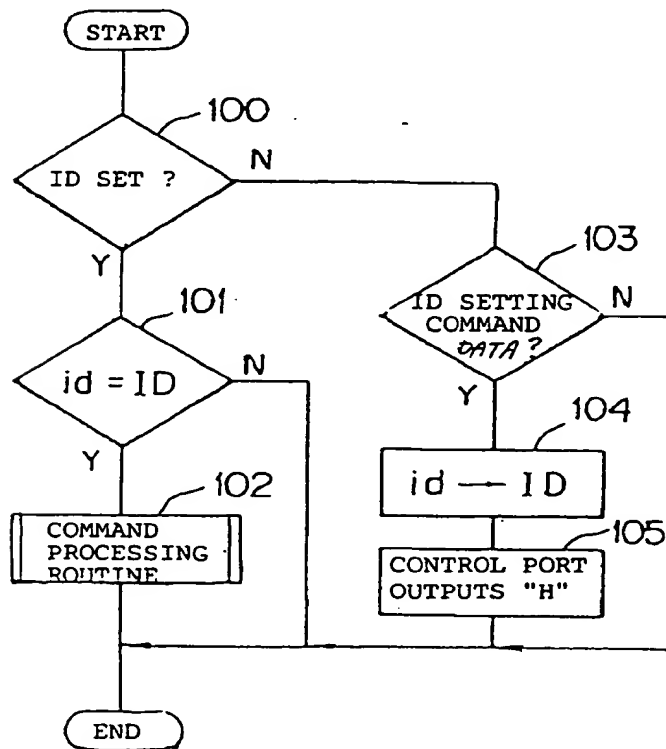 START
100
ID SET ?
N
Y
103
101
ID SETTING
COMMAND
DATA?
N
id = ID
N
Y
Y
104
id → ID
102
COMMAND
PROCESSING
ROUTINE
105
CONTROL PORT
OUTPUTS "H"
END